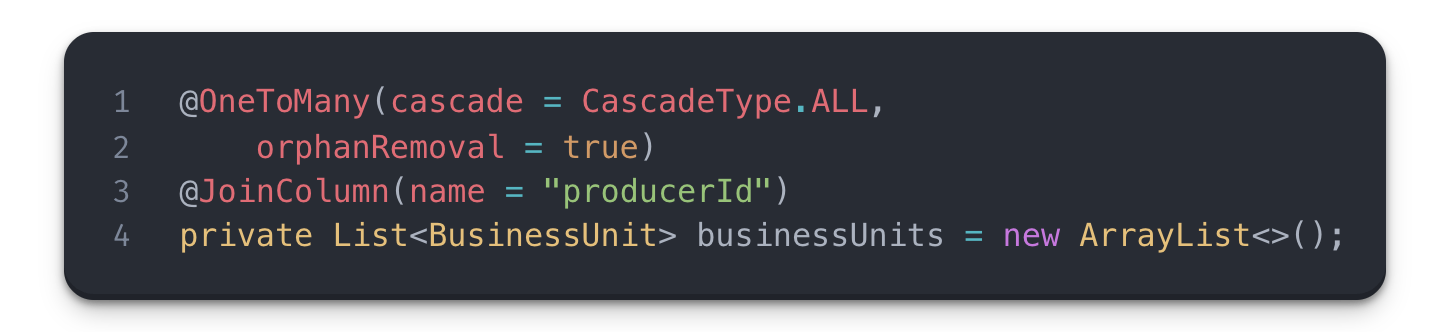 1 @OneToMany(cascade = CascadeType.ALL,
2     orphanRemoval = true)
3 @JoinColumn(name = "producerId")
4 private List<BusinessUnit> businessUnits = new ArrayList<>();